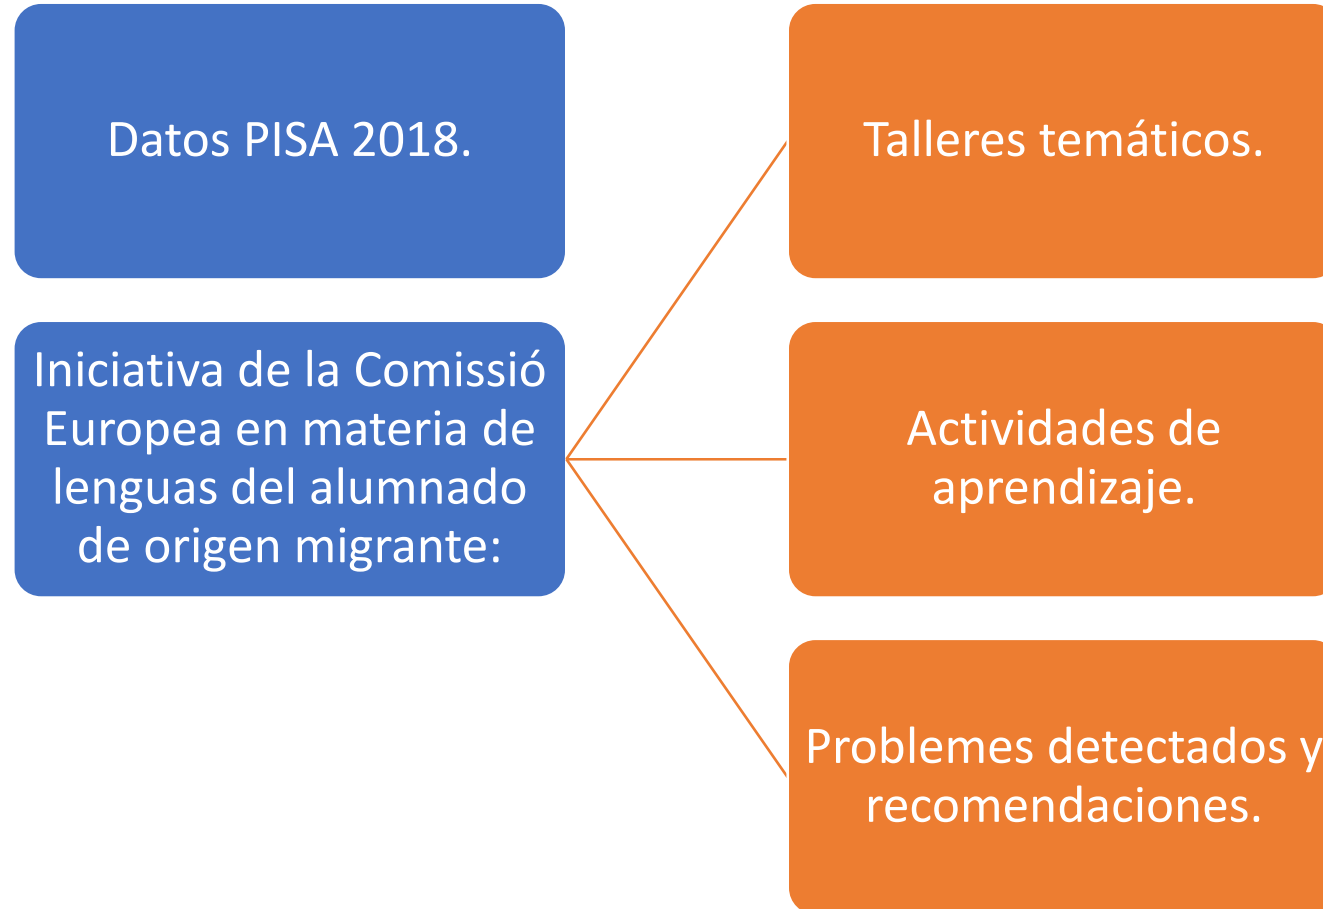 Datos PISA 2018.
Iniciativa de la Comissió
Europea en materia de
lenguas del alumnado
de origen migrante:
Talleres temáticos.
Actividades de
aprendizaje.
Problemes detectados y
recomendaciones.